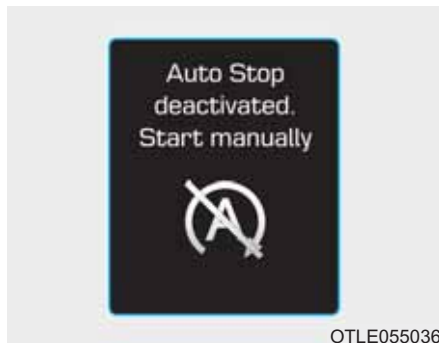 Auto Stop
deactivated.
Start manually
A
OTLE055036